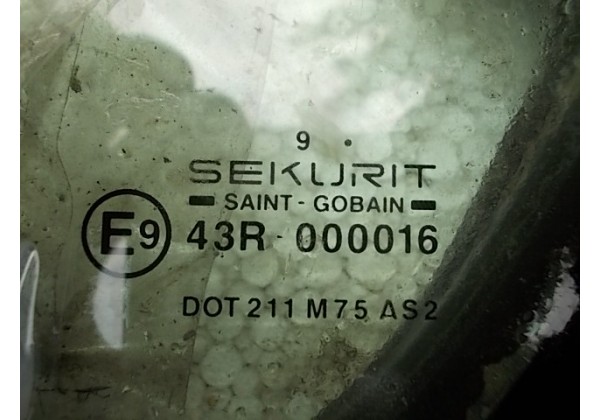 9 .
SEKURIT
SAINT-GOBAIN
E9 43R-000016
DOT 211 M75 AS2